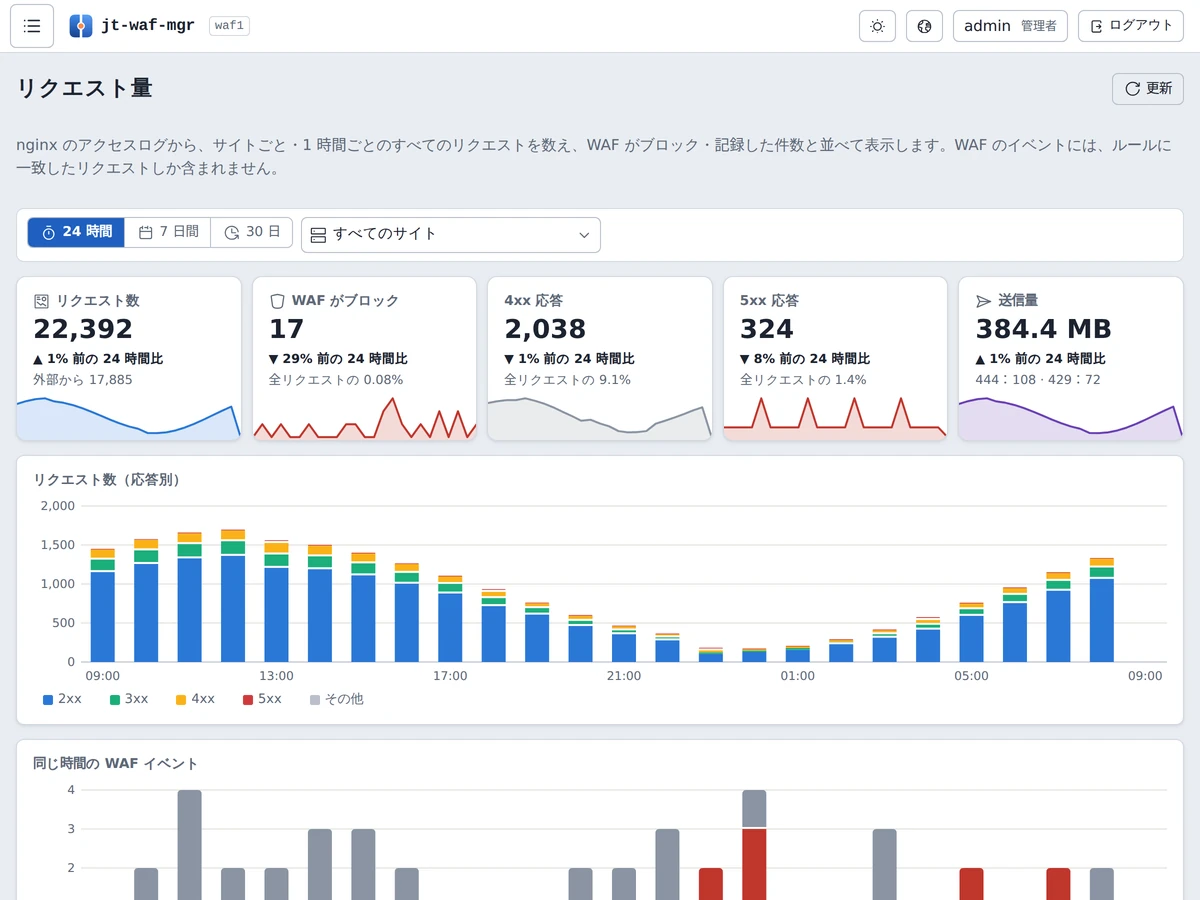 jt-waf-mgr waf1 admin 管理者 ログアウト
リクエスト量 更新
nginx のアクセスログから、サイトごと・1 時間ごとのすべてのリクエストを数え、WAF がブロック・記録した件数と並べて表示します。WAF のイベントには、ルールに
一致したリクエストしか含まれません。
24 時間 7 日間 30 日 すべてのサイト
リクエスト数
22,392
▲ 1% 前の 24 時間比
外部から 17,885
WAF がブロック
17
▼ 29% 前の 24 時間比
全リクエストの 0.08%
4xx 応答
2,038
▼ 1% 前の 24 時間比
全リクエストの 9.1%
5xx 応答
324
▼ 8% 前の 24 時間比
全リクエストの 1.4%
送信量
384.4 MB
▲ 1% 前の 24 時間比
444：108 · 429：72
リクエスト数（応答別）
2,000
1,500
1,000
500
0
09:00 13:00 17:00 21:00 01:00 05:00 09:00
2xx 3xx 4xx 5xx その他
同じ時間の WAF イベント
4
3
2